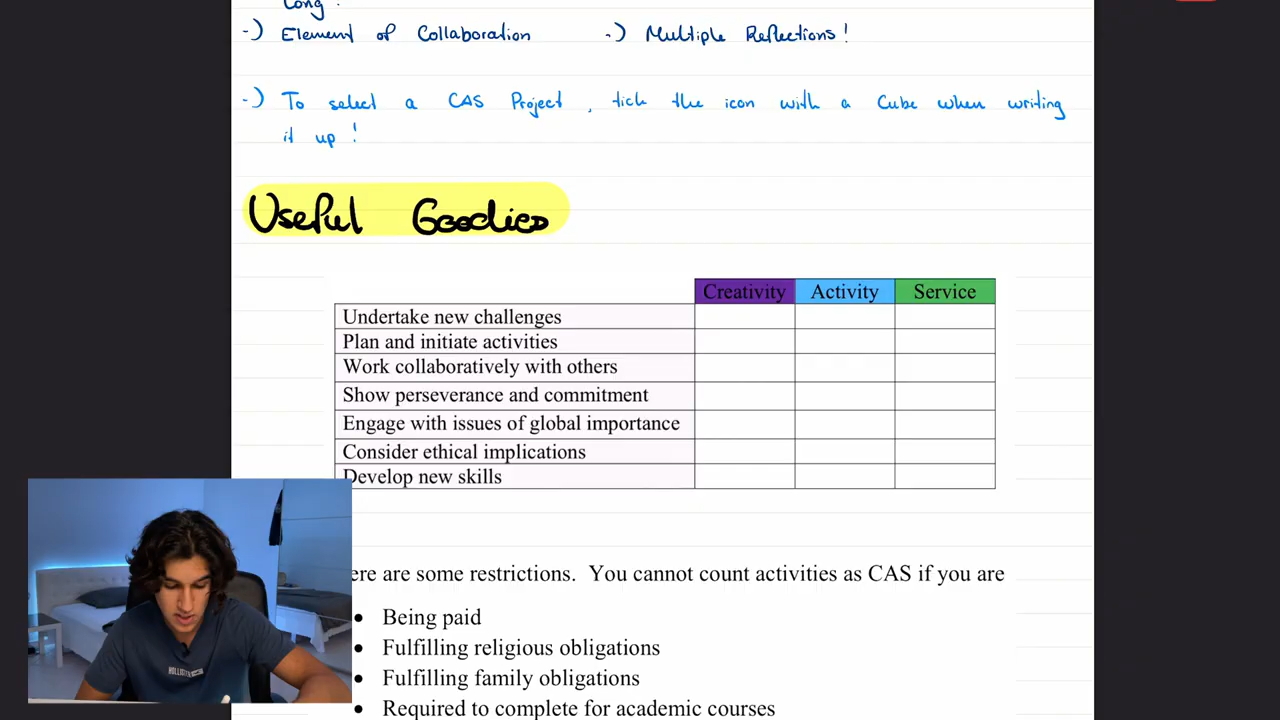 Long !
-) Element of Collaboration -) Multiple Reflections!
-) To select a CAS Project, tick the icon with a Cube when writing
it up!
Useful Goodies
Creativity Activity Service
Undertake new challenges
Plan and initiate activities
Work collaboratively with others
Show perseverance and commitment
Engage with issues of global importance
Consider ethical implications
Develop new skills
ere are some restrictions. You cannot count activities as CAS if you are
• Being paid
• Fulfilling religious obligations
• Fulfilling family obligations
• Required to complete for academic courses
HOLLISTER